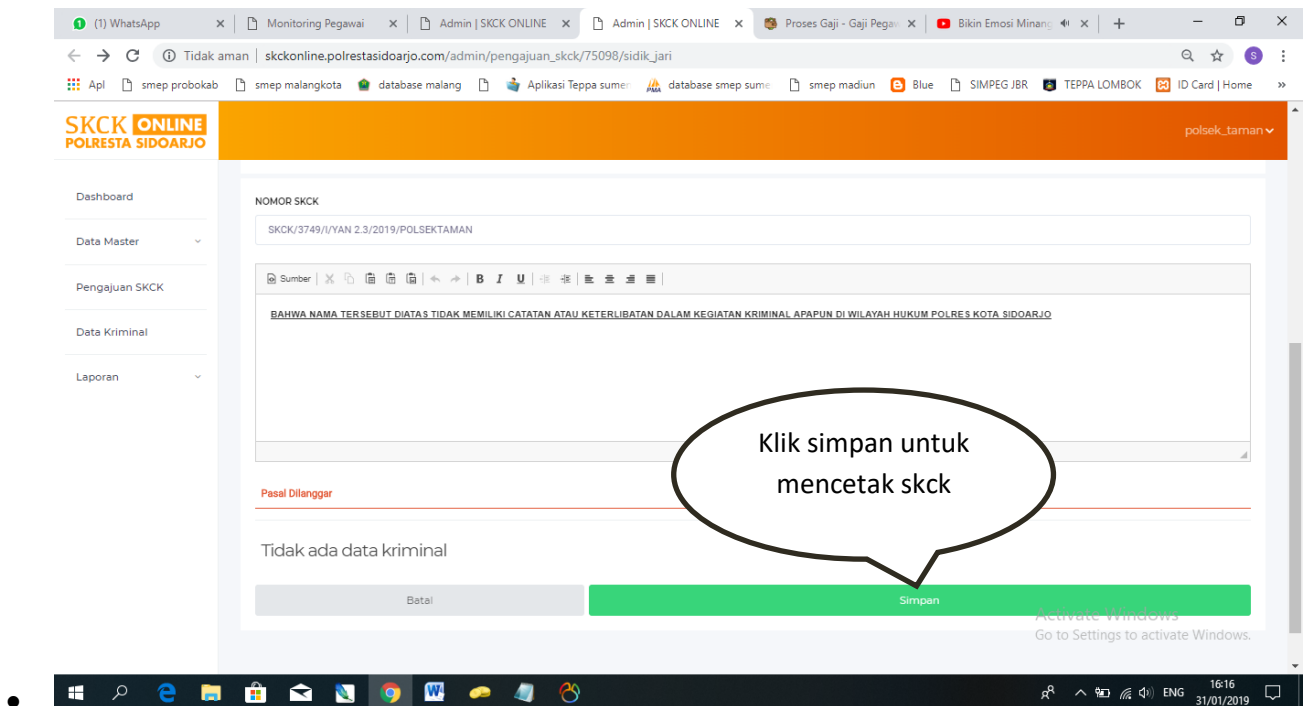 (1) WhatsApp
Monitoring Pegawai
Admin | SKCK ONLINE
Admin | SKCK ONLINE
Proses Gaji - Gaji Pegaw
Bikin Emosi Minang
Tidak aman | skckonline.polrestasidoarjo.com/admin/pengajuan_skck/75098/sidik_jari
S
Apl
smep probokab
smep malangkota
database malang
Aplikasi Teppa sumen
database smep sume
smep madiun
Blue
SIMPEG JBR
TEPPA LOMBOK
ID Card | Home
»
SKCK ONLINE
POLRESTA SIDOARJO
polsek_taman
Dashboard
Data Master
Pengajuan SKCK
Data Kriminal
Laporan
NOMOR SKCK
SKCK/3749/I/YAN 2.3/2019/POLSEKTAMAN
Sumber
B I U
BAHWA NAMA TERSEBUT DIATAS TIDAK MEMILIKI CATATAN ATAU KETERLIBATAN DALAM KEGIATAN KRIMINAL APAPUN DI WILAYAH HUKUM POLRES KOTA SIDOARJO
Klik simpan untuk
mencetak skck
Pasal Dilanggar
Tidak ada data kriminal
Batal
Simpan
Activate Windows
Go to Settings to activate Windows.
ENG
16:16
31/01/2019